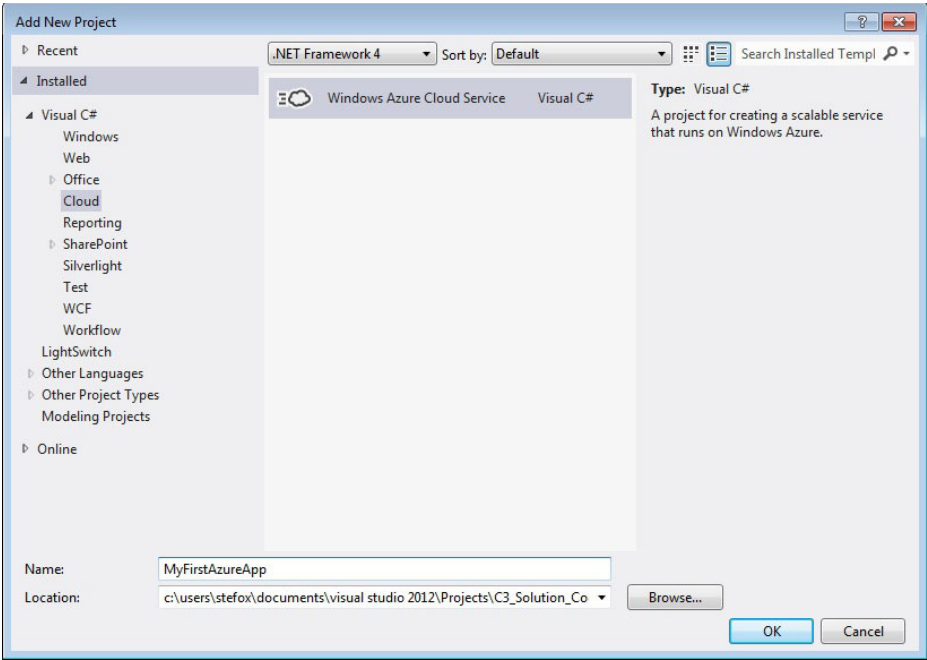 Add New Project
Recent
.NET Framework 4 Sort by: Default Search Installed Templ
Installed
Visual C#
Windows
Web
Office
Cloud
Reporting
SharePoint
Silverlight
Test
WCF
Workflow
LightSwitch
Other Languages
Other Project Types
Modeling Projects
Online
Windows Azure Cloud Service Visual C#
Type: Visual C#
A project for creating a scalable service
that runs on Windows Azure.
Name: MyFirstAzureApp
Location: c:\users\stefox\documents\visual studio 2012\Projects\C3_Solution_Co Browse...
OK Cancel